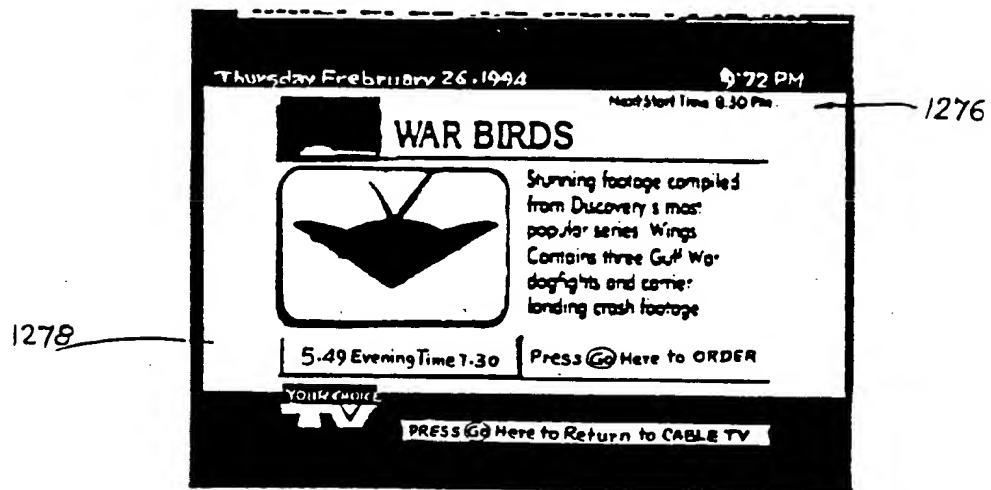 Thursday Frebruary 26.1994
9:72 PM
Next Start Time 8.30 Pm.
1276
WAR BIRDS
Stunning footage compiled
from Discovery s most
popular series Wings
Contains three Gulf War
dogfights and carrier
landing crash footage
1278
5.49 Evening Time 7.30
Press Go Here to ORDER
YOUR CHOICE
TV
PRESS Go Here to Return to CABLE TV